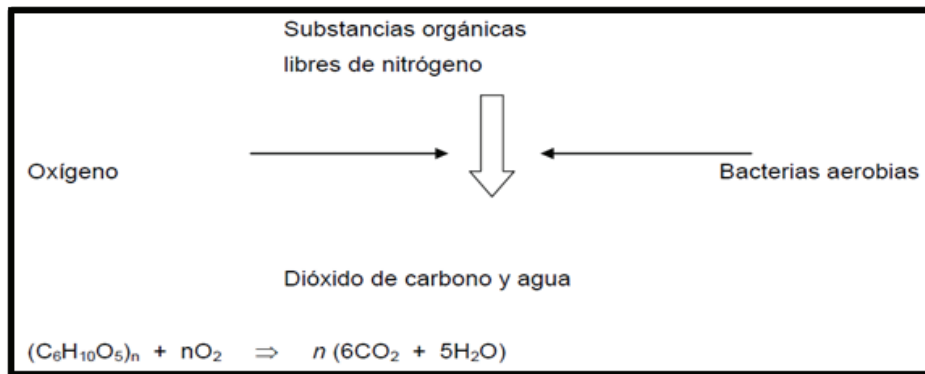 Substancias orgánicas
libres de nitrógeno
Oxígeno
Bacterias aerobias
Dióxido de carbono y agua
(C₆H₁₀O₅)ₙ + nO₂ ⇒ n (6CO₂ + 5H₂O)